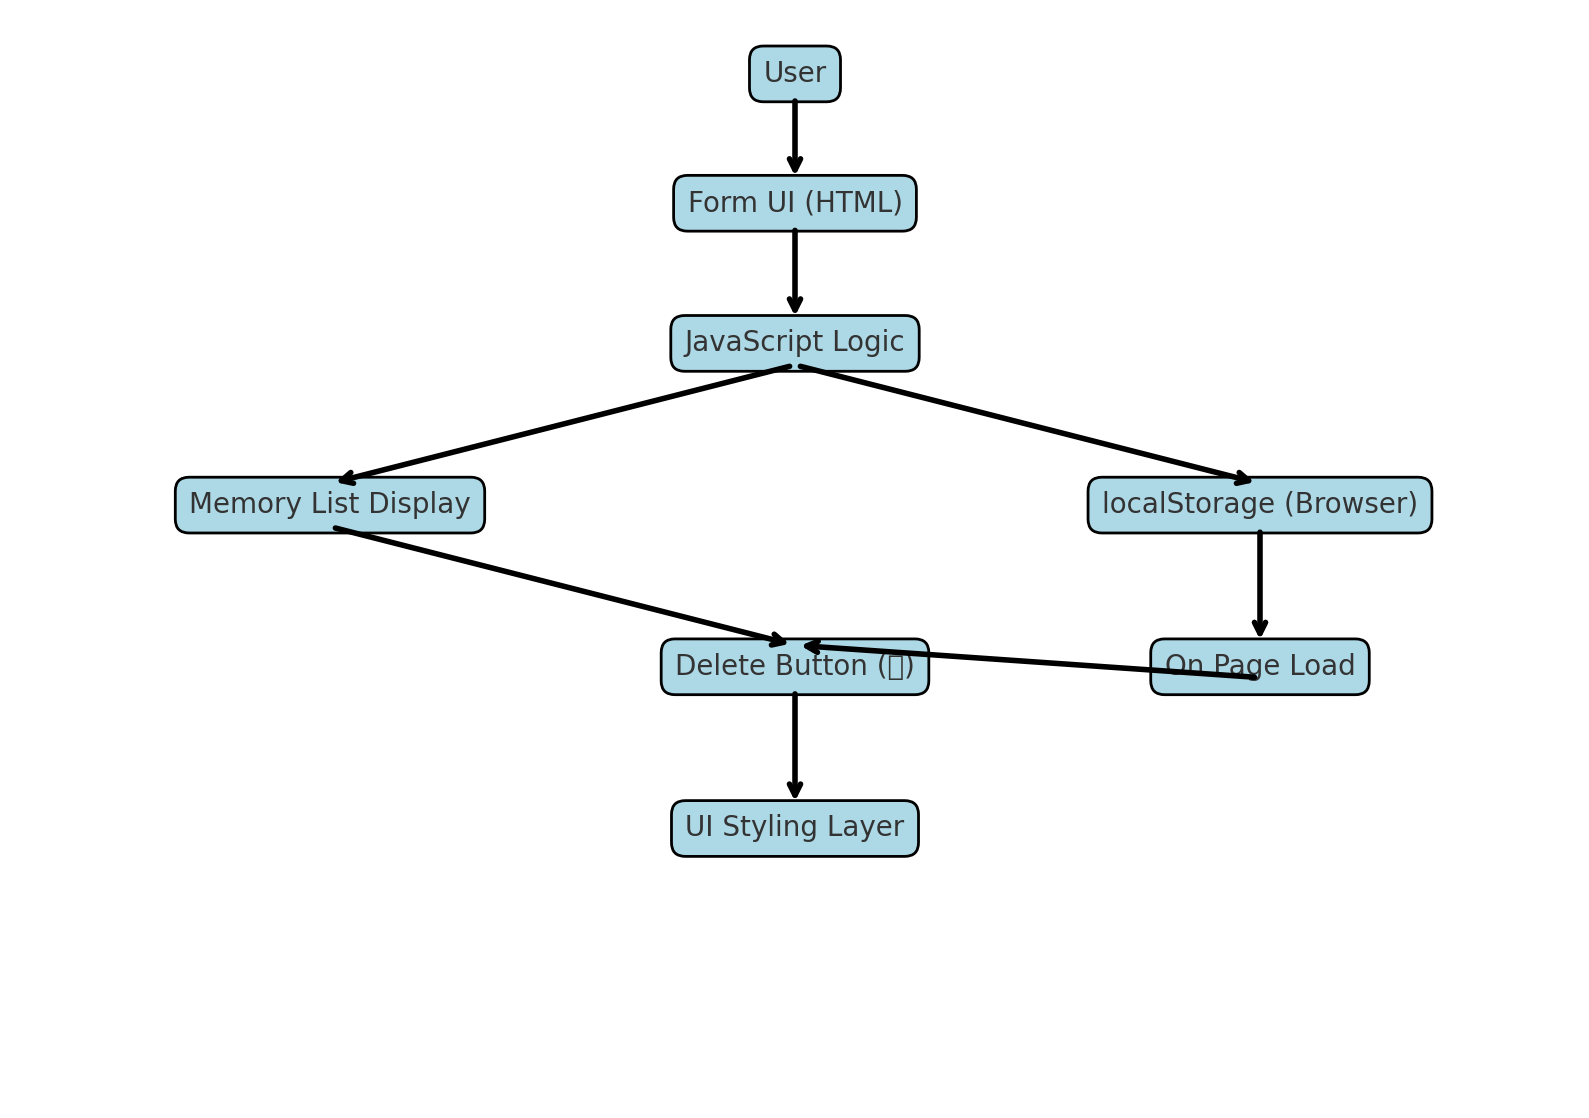 User
Form UI (HTML)
JavaScript Logic
Memory List Display
localStorage (Browser)
Delete Button (▯)
On Page Load
UI Styling Layer